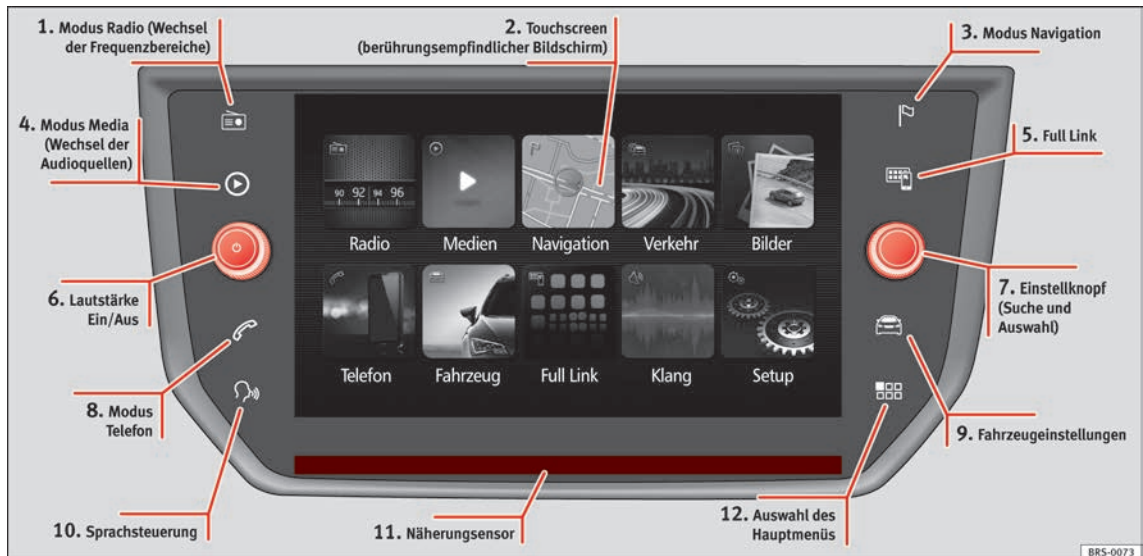 1. Modus Radio (Wechsel
der Frequenzbereiche)
2. Touchscreen
(berührungsempfindlicher Bildschirm)
3. Modus Navigation
4. Modus Media
(Wechsel der
Audioquellen)
5. Full Link
90 92 94 96
Radio
Medien
Navigation
Verkehr
Bilder
6. Lautstärke
Ein/Aus
7. Einstellknopf
(Suche und
Auswahl)
Telefon
Fahrzeug
Full Link
Klang
Setup
8. Modus
Telefon
9. Fahrzeugeinstellungen
10. Sprachsteuerung
11. Näherungsensor
12. Auswahl des
Hauptmenüs
BRS-0073